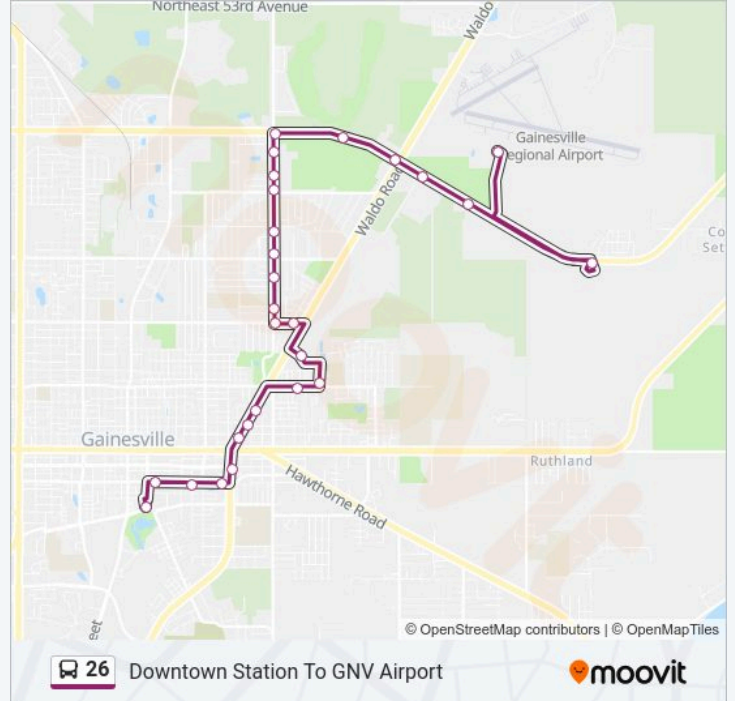 Northeast 53rd Avenue
Waldo
Gainesville
egional Airport
Waldo Road
Co
Set
Gainesville
Ruthland
Hawthorne Road
eet
© OpenStreetMap contributors | © OpenMapTiles
26 Downtown Station To GNV Airport
moovit